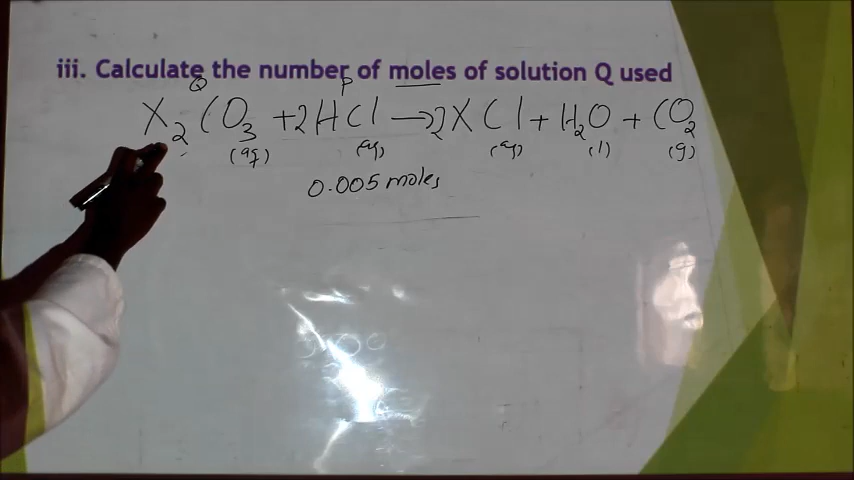 iii. Calculate the number of moles of solution Q used
Q P
X₂CO₃ + 2HCl → 2XCl + H₂O + CO₂
(aq) (aq) (aq) (l) (g)
0.005 moles